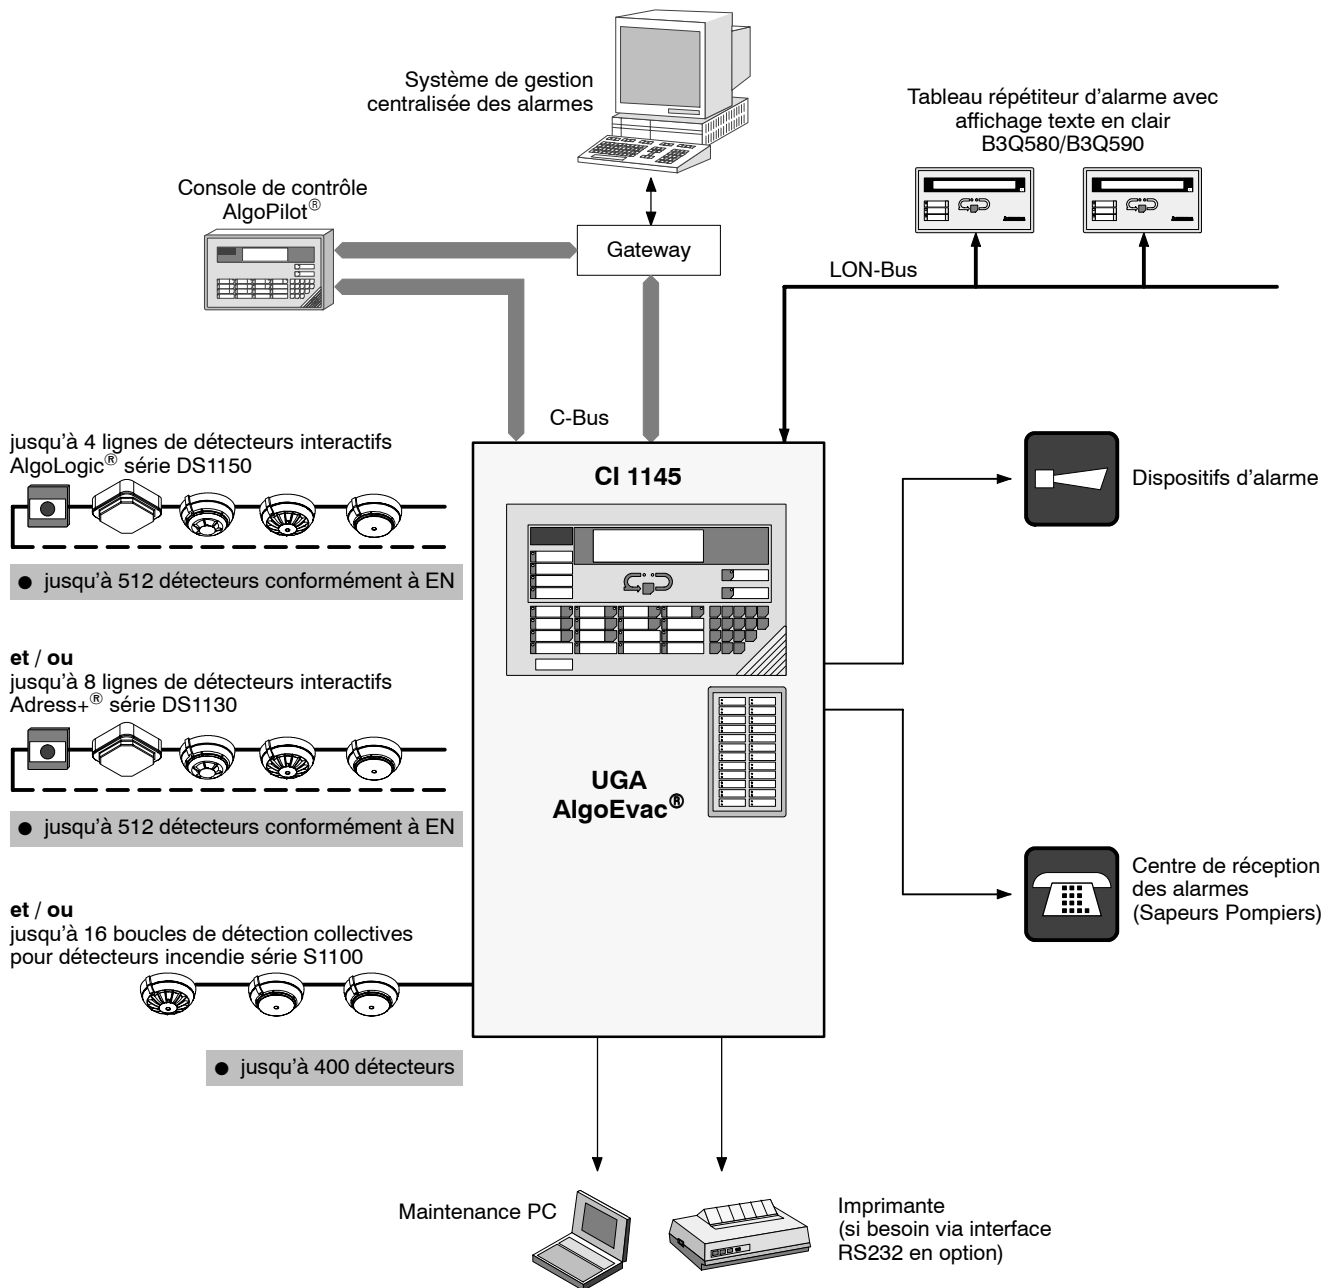 Système de gestion
centralisée des alarmes
Tableau répétiteur d'alarme avec
affichage texte en clair
B3Q580/B3Q590
Console de contrôle
AlgoPilot®
Gateway
LON-Bus
C-Bus
jusqu'à 4 lignes de détecteurs interactifs
AlgoLogic® série DS1150
● jusqu'à 512 détecteurs conformément à EN
CI 1145
Dispositifs d'alarme
et / ou
jusqu'à 8 lignes de détecteurs interactifs
Adress+® série DS1130
● jusqu'à 512 détecteurs conformément à EN
UGA
AlgoEvac®
Centre de réception
des alarmes
(Sapeurs Pompiers)
et / ou
jusqu'à 16 boucles de détection collectives
pour détecteurs incendie série S1100
● jusqu'à 400 détecteurs
Maintenance PC
Imprimante
(si besoin via interface
RS232 en option)